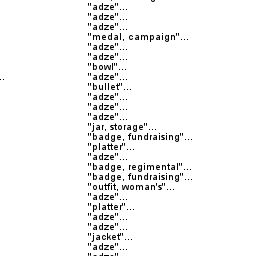 "adze"...
"adze"...
"adze"...
"medal, campaign"...
"adze"...
"adze"...
"bowl"...
"adze"...
"bullet"...
"adze"...
"adze"...
"adze"...
"jar, storage"...
"badge, fundraising"...
"platter"...
"adze"...
"badge, regimental"...
"badge, fundraising"...
"outfit, woman's"...
"adze"...
"platter"...
"adze"...
"adze"...
"jacket"...
"adze"...